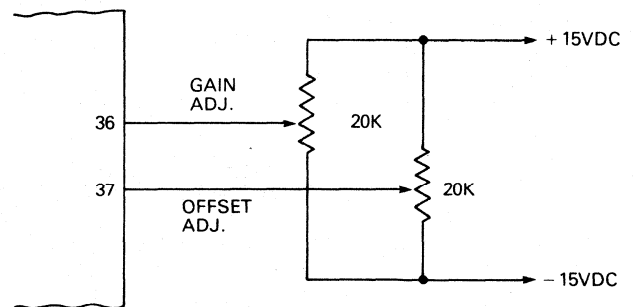 + 15VDC
GAIN
ADJ.
36
20K
37
20K
OFFSET
ADJ.
- 15VDC